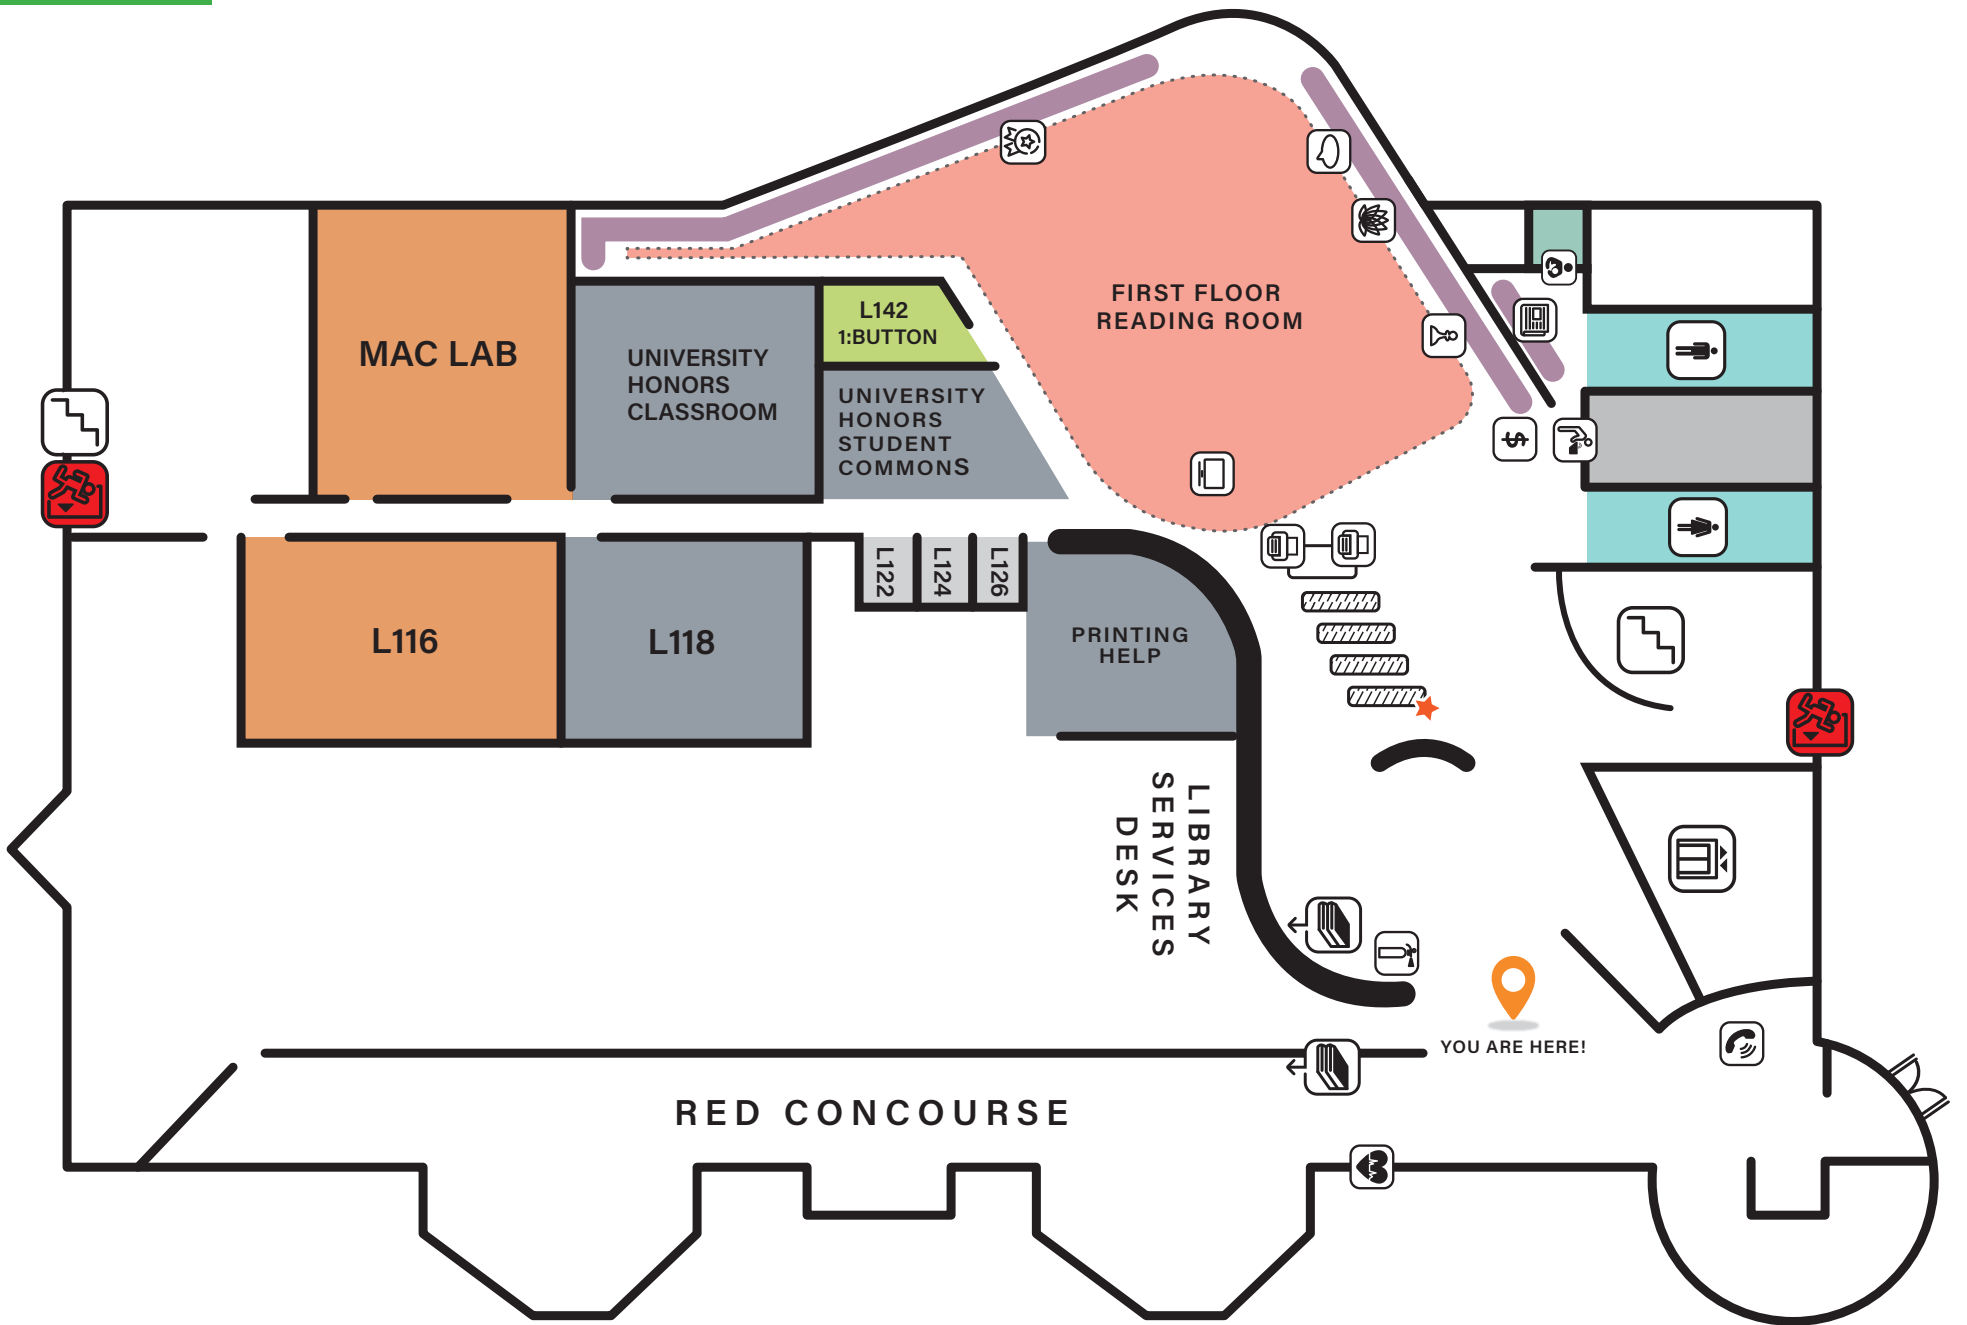 FIRST FLOOR
READING ROOM
L142
1:BUTTON
MAC LAB
UNIVERSITY
HONORS
CLASSROOM
UNIVERSITY
HONORS
STUDENT
COMMONS
$
L122
L124
L126
L116
L118
PRINTING
HELP
LIBRARY
SERVICES
DESK
YOU ARE HERE!
RED CONCOURSE